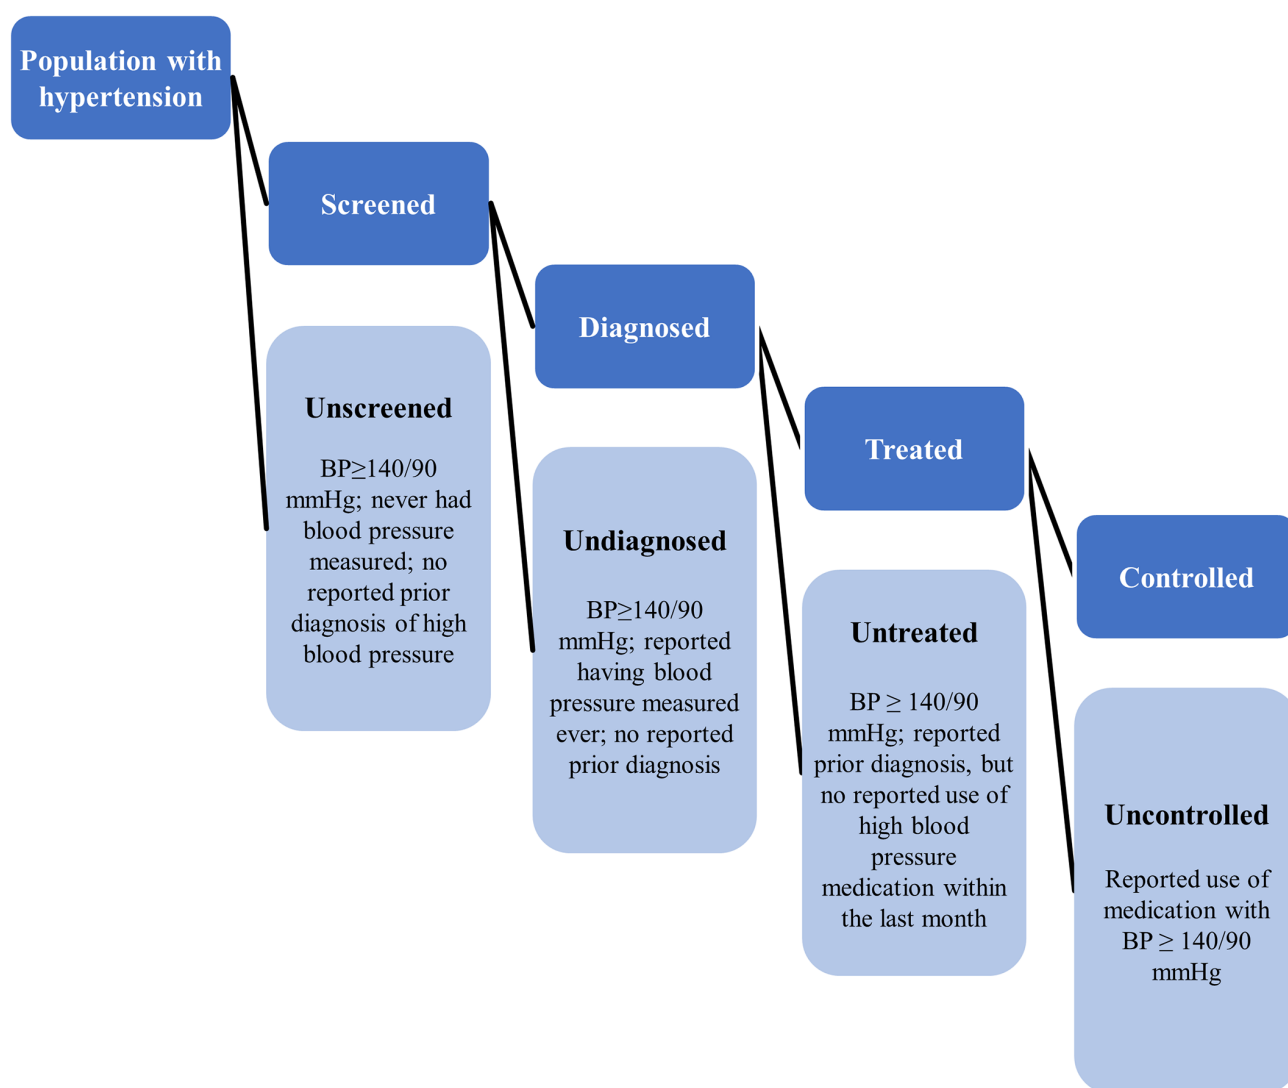 Population with
hypertension
Screened
Unscreened
BP≥140/90
mmHg; never had
blood pressure
measured; no
reported prior
diagnosis of high
blood pressure
Diagnosed
Undiagnosed
BP≥140/90
mmHg; reported
having blood
pressure measured
ever; no reported
prior diagnosis
Treated
Untreated
BP ≥ 140/90
mmHg; reported
prior diagnosis, but
no reported use of
high blood
pressure
medication within
the last month
Controlled
Uncontrolled
Reported use of
medication with
BP ≥ 140/90
mmHg